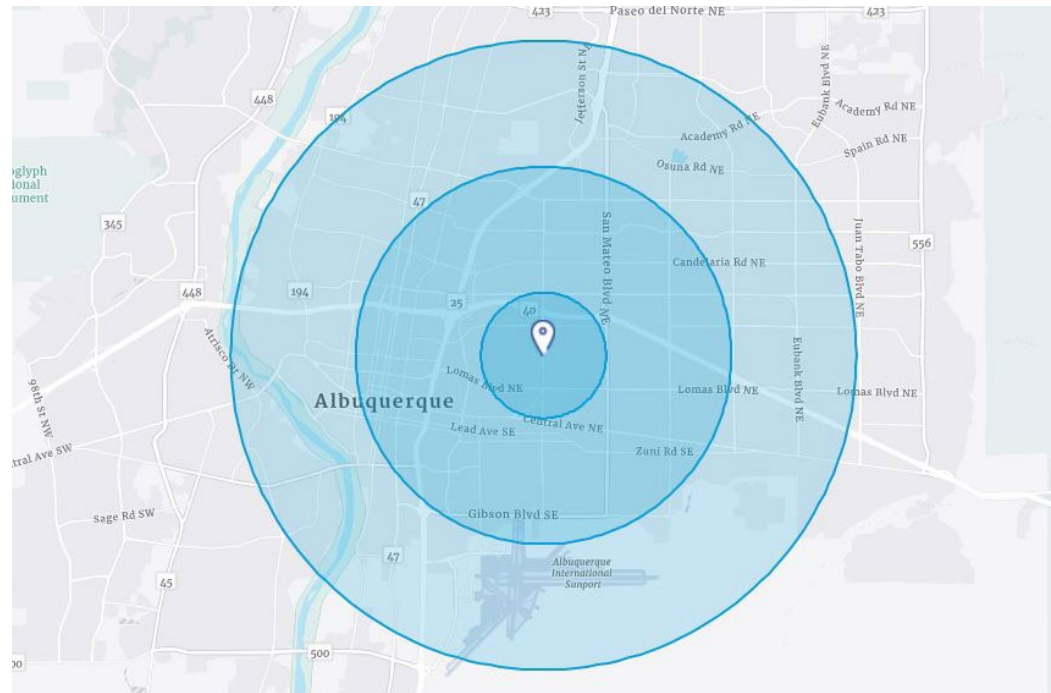 423
Paseo del Norte NE
423
448
194
Jefferson St NE
Eubank Blvd NE
Academy Rd NE
Academy Rd NE
Spain Rd NE
Osuna Rd NE
oglyph
ional
ument
47
345
San Mateo Blvd NE
Juan Tabo Blvd NE
556
Candelaria Rd NE
448
194
25
40
Atrisco Dr NW
Eubank Blvd NE
98th St NW
Lomas Blvd NE
Lomas Blvd NE
Lomas Blvd NE
Albuquerque
Central Ave NE
Lead Ave SE
tral Ave SW
Zuni Rd SE
Sage Rd SW
Gibson Blvd SE
47
Albuquerque
International
Sunport
45
500
00